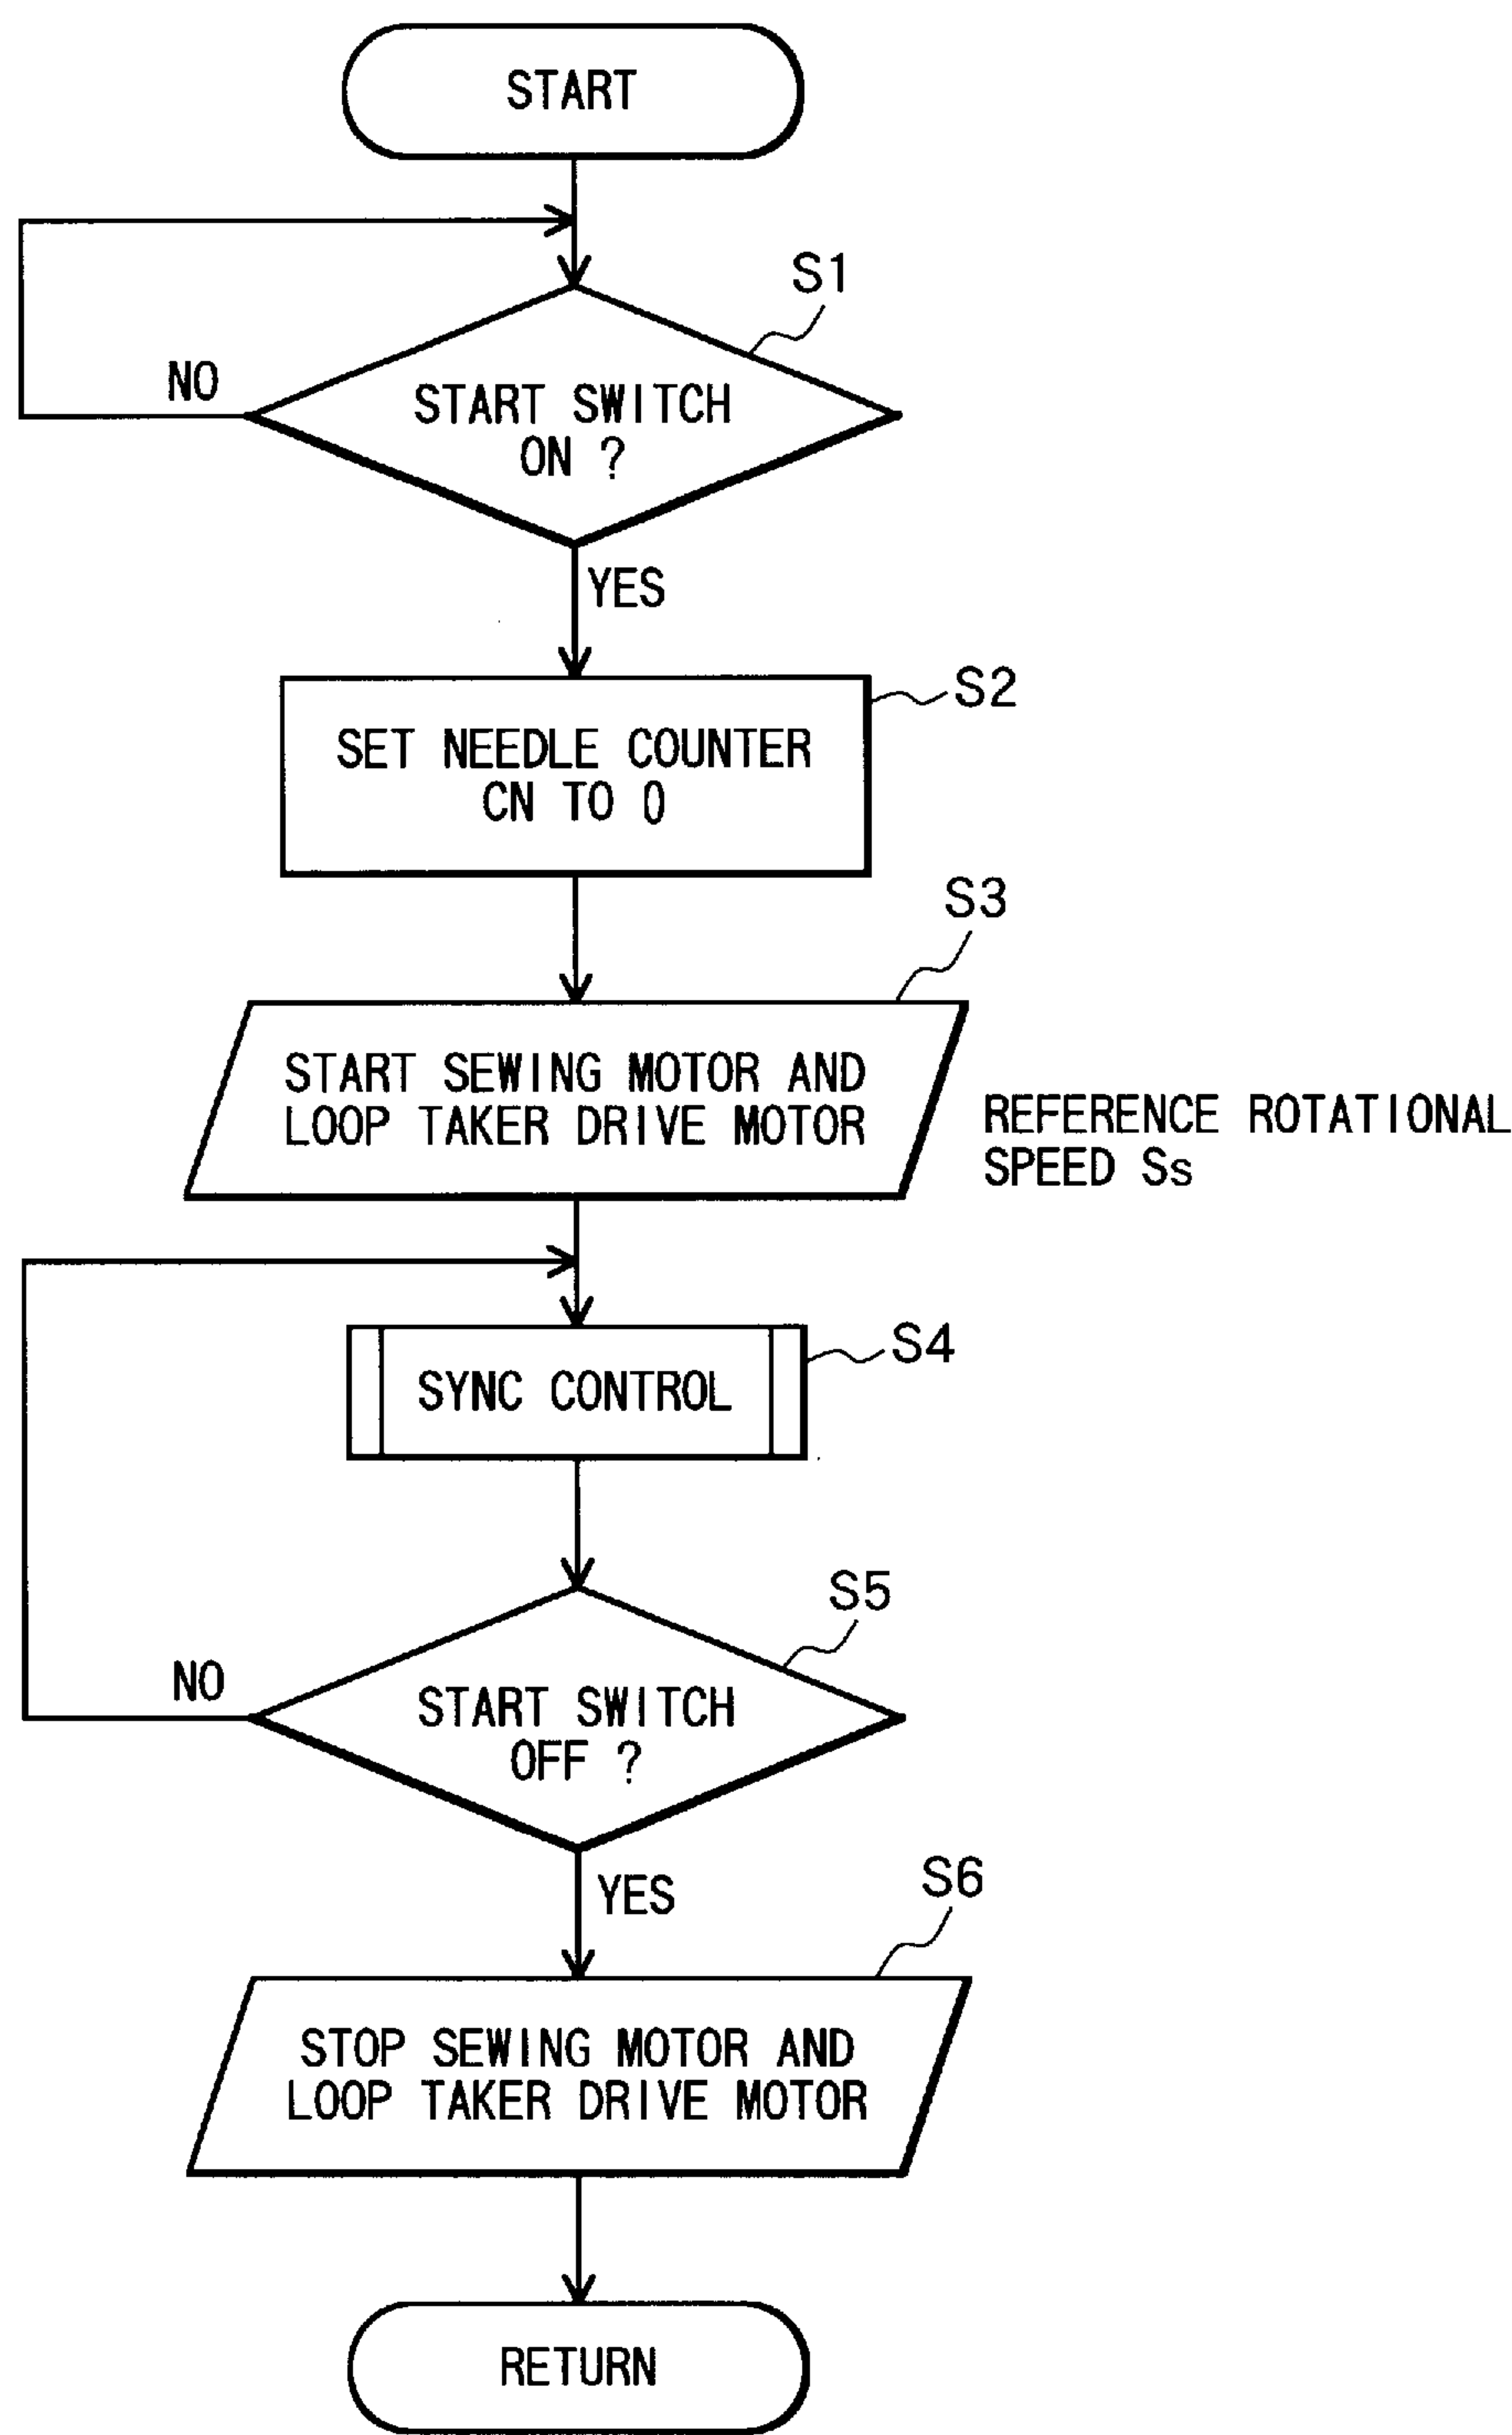 START
S1
NO
START SWITCH
ON ?
YES
S2
SET NEEDLE COUNTER
CN TO 0
S3
START SEWING MOTOR AND
LOOP TAKER DRIVE MOTOR
REFERENCE ROTATIONAL
SPEED Ss
S4
SYNC CONTROL
S5
NO
START SWITCH
OFF ?
YES
S6
STOP SEWING MOTOR AND
LOOP TAKER DRIVE MOTOR
RETURN